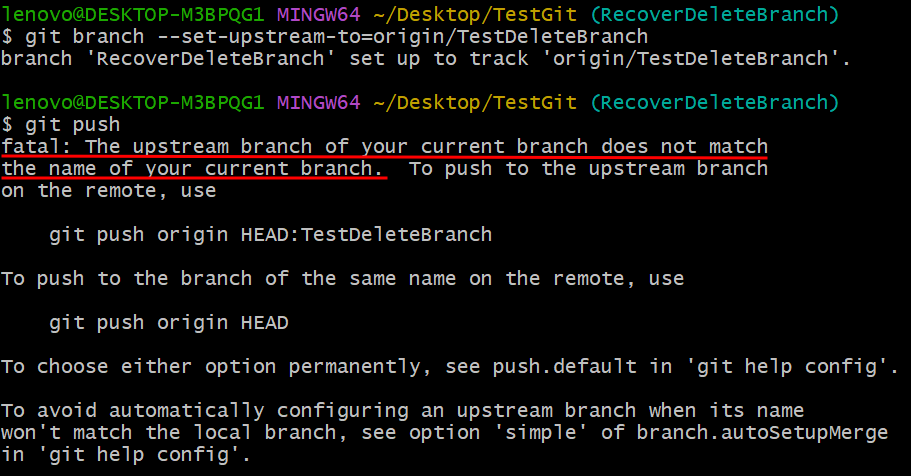 lenovo@DESKTOP-M3BPQG1 MINGW64 ~/Desktop/TestGit (RecoverDeleteBranch)
$ git branch --set-upstream-to=origin/TestDeleteBranch
branch 'RecoverDeleteBranch' set up to track 'origin/TestDeleteBranch'.
lenovo@DESKTOP-M3BPQG1 MINGW64 ~/Desktop/TestGit (RecoverDeleteBranch)
$ git push
fatal: The upstream branch of your current branch does not match
the name of your current branch.  To push to the upstream branch
on the remote, use
    git push origin HEAD:TestDeleteBranch
To push to the branch of the same name on the remote, use
    git push origin HEAD
To choose either option permanently, see push.default in 'git help config'.
To avoid automatically configuring an upstream branch when its name
won't match the local branch, see option 'simple' of branch.autoSetupMerge
in 'git help config'.